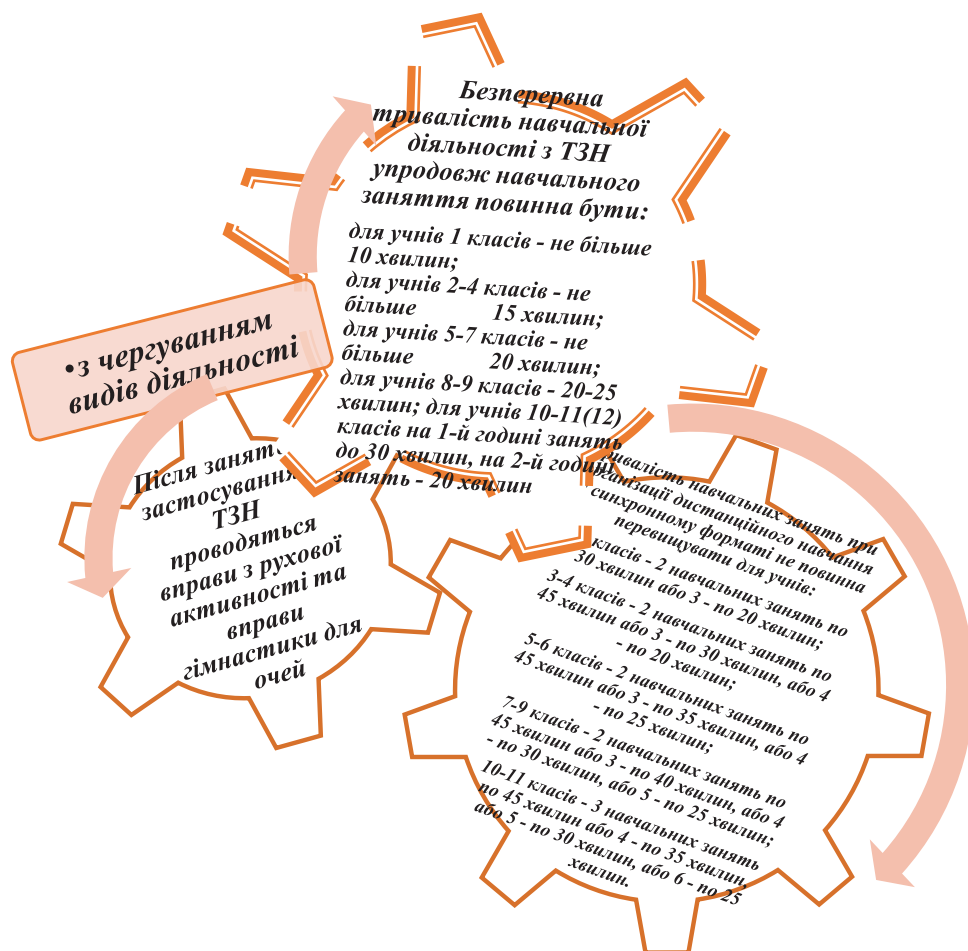 Безперервна
тривалість навчальної
діяльності з ТЗН
упродовж навчального
заняття повинна бути:
для учнів 1 класів - не більше
10 хвилин;
для учнів 2-4 класів - не
більше 15 хвилин;
для учнів 5-7 класів - не
більше 20 хвилин;
для учнів 8-9 класів - 20-25
хвилин; для учнів 10-11(12)
класів на 1-й годині занять
до 30 хвилин, на 2-й годині
занять - 20 хвилин
•з чергуванням
видів діяльності
Після занять
застосування
ТЗН
проводяться
вправи з рухової
активності та
вправи
гімнастики для
очей
тривалість навчальних занять при
організації дистанційного навчання
синхронному форматі не повинна
перевищувати для учнів:
класів - 2 навчальних занять по
30 хвилин або 3 - по 20 хвилин;
3-4 класів - 2 навчальних занять по
45 хвилин або 3 - по 30 хвилин, або 4
- по 20 хвилин;
5-6 класів - 2 навчальних занять по
45 хвилин або 3 - по 35 хвилин, або 4
- по 25 хвилин;
7-9 класів - 2 навчальних занять по
45 хвилин або 3 - по 40 хвилин, або 4
- по 30 хвилин, або 5 - по 25 хвилин;
10-11 класів - 3 навчальних занять
по 45 хвилин або 4 - по 35 хвилин,
або 5 - по 30 хвилин, або 6 - по 25
хвилин.